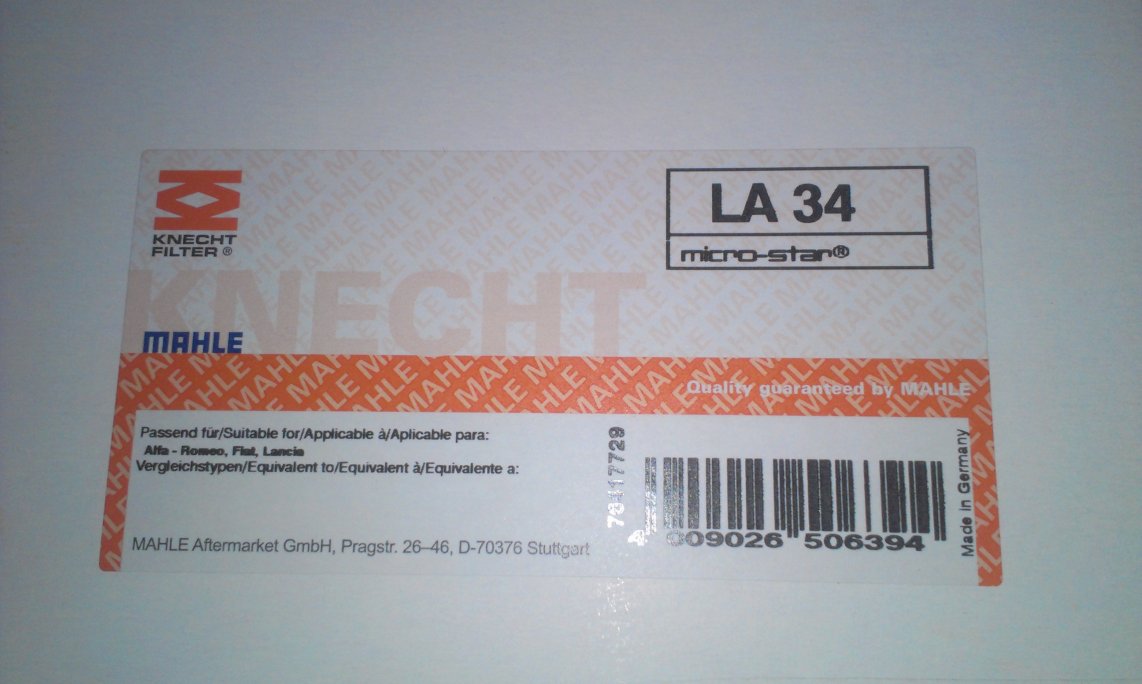 KNECHT
FILTER®
LA 34
micro-star®
KNECHT
MAHLE
Quality guaranteed by MAHLE
Passend für/Suitable for/Applicable à/Aplicable para:
Alfa - Romeo, Fiat, Lancia
Vergleichstypen/Equivalent to/Equivalent à/Equivalente a:
MAHLE Aftermarket GmbH, Pragstr. 26–46, D-70376 Stuttgart
009026 506394
Made in Germany